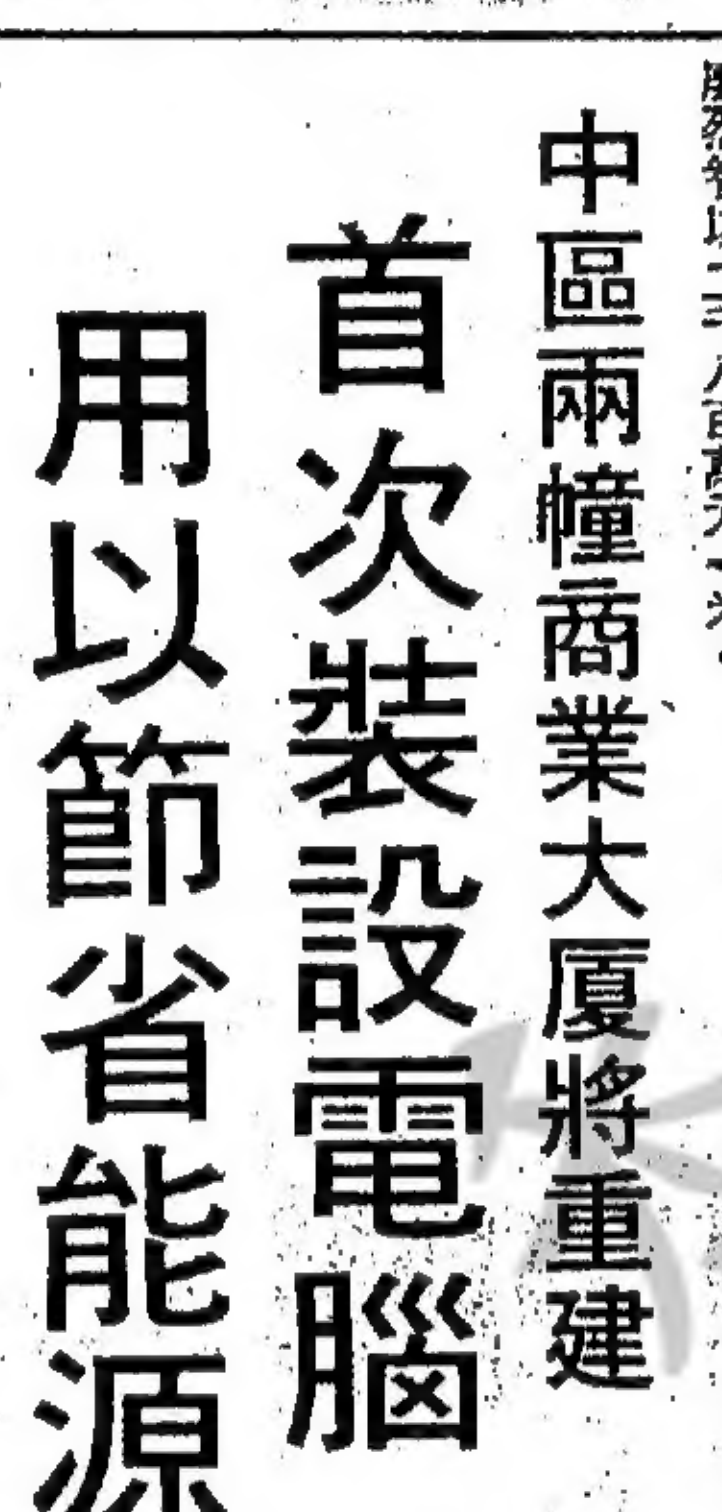 中區兩幢商業大廈將重建
首次裝設電腦
用以節省能源